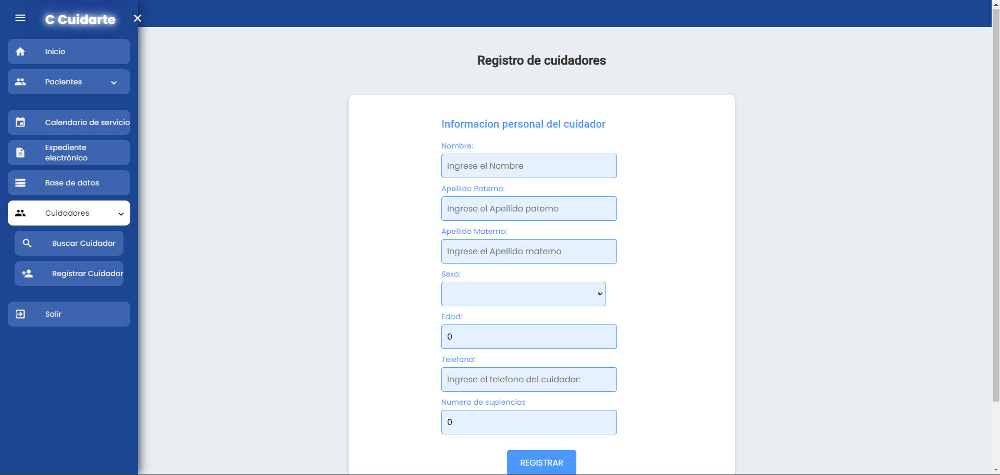 C Cuidarte
Inicio
Pacientes
Calendario de servicio
Expediente
electrónico
Base de datos
Cuidadores
Buscar Cuidador
Registrar Cuidador
Salir
Registro de cuidadores
Informacion personal del cuidador
Nombre:
Ingrese el Nombre
Apellido Paterno:
Ingrese el Apellido paterno
Apellido Materno:
Ingrese el Apellido materno
Sexo:
Edad:
0
Telefono:
Ingrese el telefono del cuidador:
Numero de suplencias
0
REGISTRAR